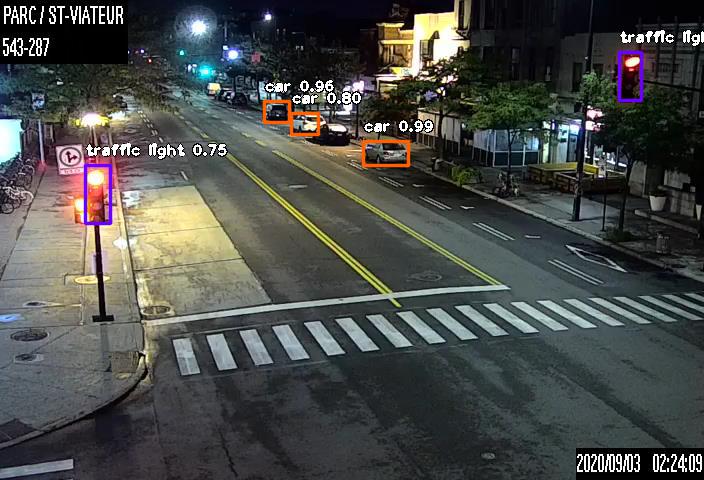 PARC / ST-VIATEUR
543-287
traffic lig
car 0.96
car 0.80
car 0.99
traffic light 0.75
2020/09/03 02:24:09